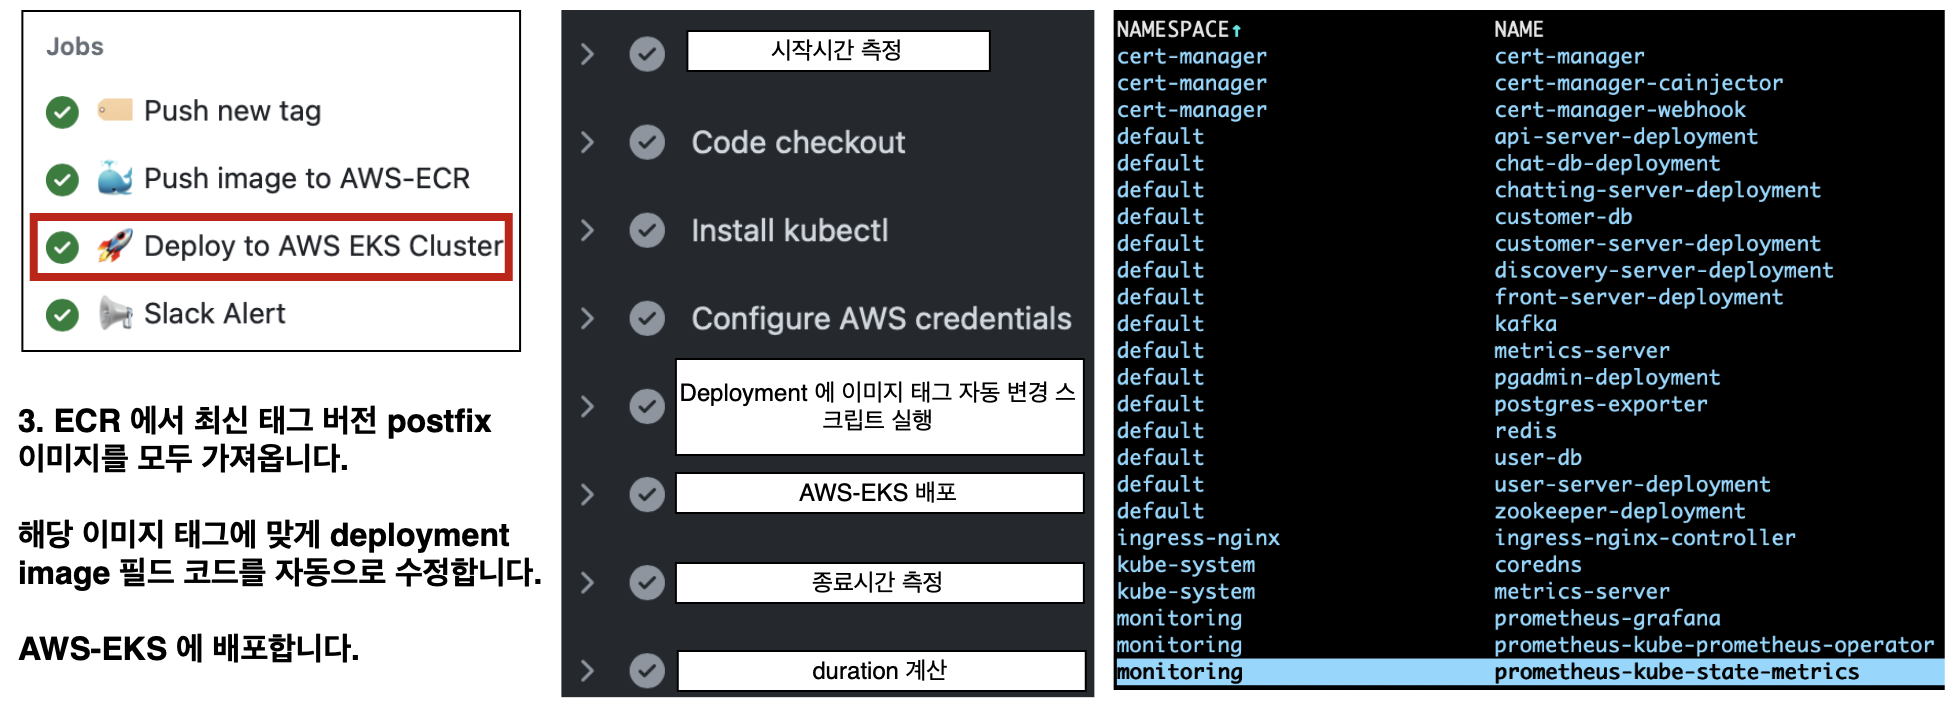 Jobs
Push new tag
Push image to AWS-ECR
Deploy to AWS EKS Cluster
Slack Alert
3. ECR 에서 최신 태그 버전 postfix
이미지를 모두 가져옵니다.
해당 이미지 태그에 맞게 deployment
image 필드 코드를 자동으로 수정합니다.
AWS-EKS 에 배포합니다.
시작시간 측정
Code checkout
Install kubectl
Configure AWS credentials
Deployment 에 이미지 태그 자동 변경 스
크립트 실행
AWS-EKS 배포
종료시간 측정
duration 계산
NAMESPACE↑ NAME
cert-manager cert-manager
cert-manager cert-manager-cainjector
cert-manager cert-manager-webhook
default api-server-deployment
default chat-db-deployment
default chatting-server-deployment
default customer-db
default customer-server-deployment
default discovery-server-deployment
default front-server-deployment
default kafka
default metrics-server
default pgadmin-deployment
default postgres-exporter
default redis
default user-db
default user-server-deployment
default zookeeper-deployment
ingress-nginx ingress-nginx-controller
kube-system coredns
kube-system metrics-server
monitoring prometheus-grafana
monitoring prometheus-kube-prometheus-operator
monitoring prometheus-kube-state-metrics